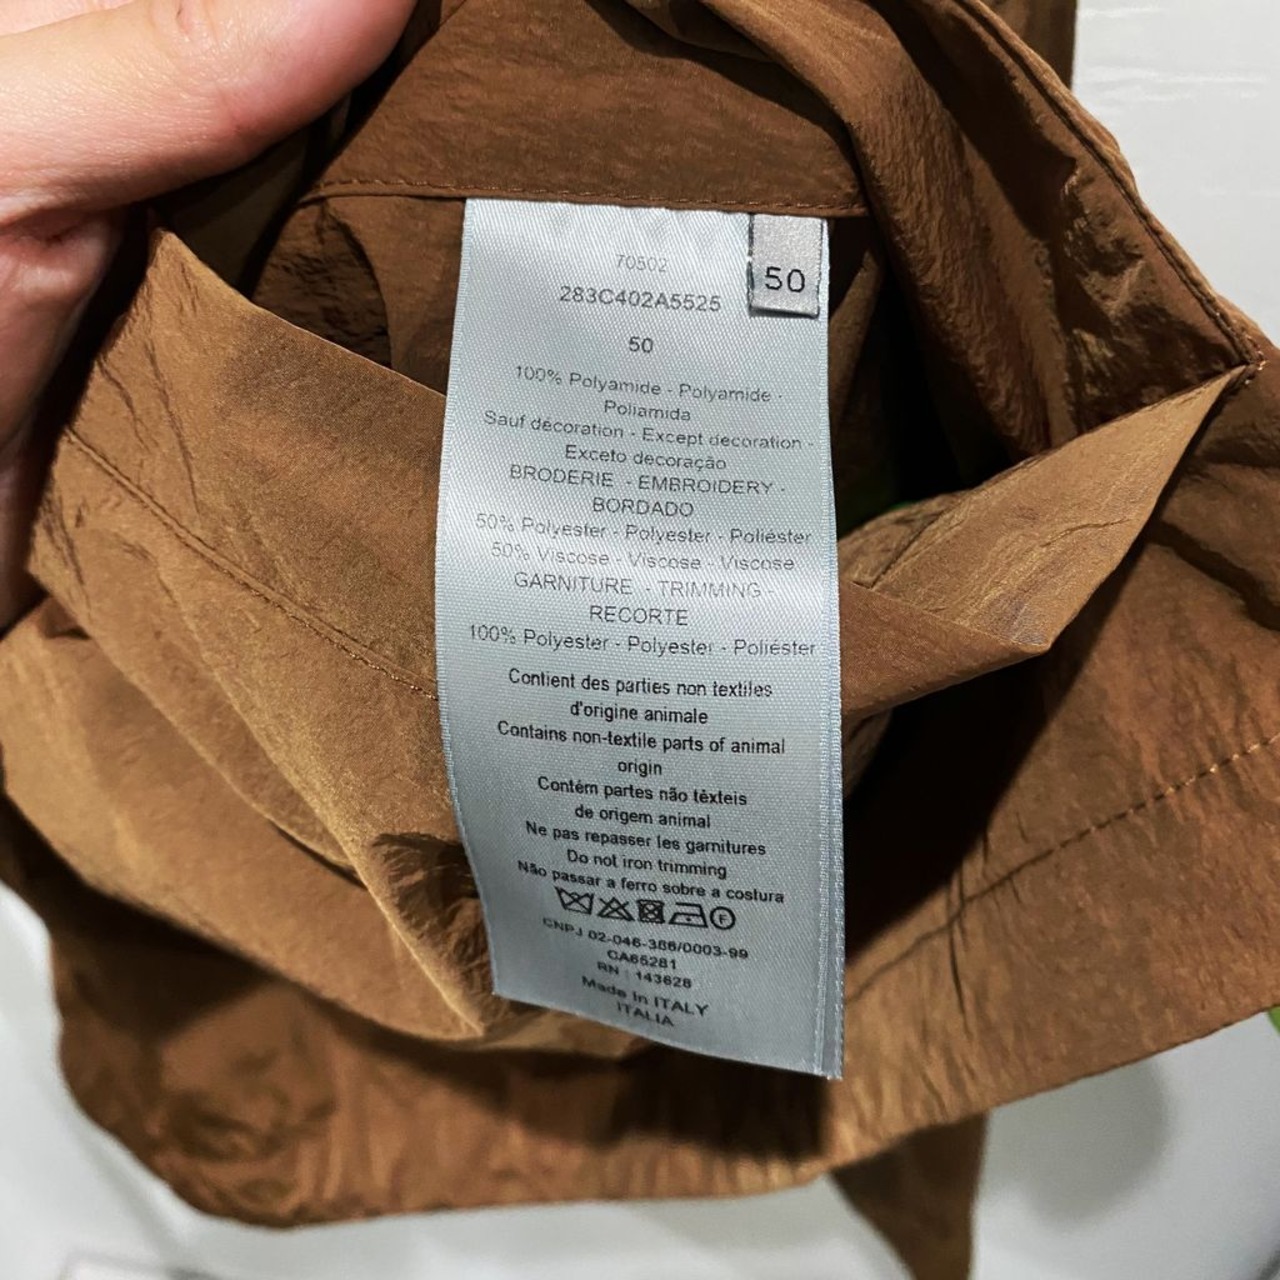 70502
283C402A5525
50
50
100% Polyamide - Polyamide -
Poliamida
Sauf décoration - Except decoration -
Exceto decoração
BRODERIE - EMBROIDERY -
BORDADO
50% Polyester - Polyester - Poliéster
50% Viscose - Viscose - Viscose
GARNITURE - TRIMMING -
RECORTE
100% Polyester - Polyester - Poliéster
Contient des parties non textiles
d'origine animale
Contains non-textile parts of animal
origin
Contém partes não têxteis
de origem animal
Ne pas repasser les garnitures
Do not iron trimming
Não passar a ferro sobre a costura
F
CNPJ 02-046-366/0003-99
CA65281
RN : 143628
Made in ITALY
ITALIA